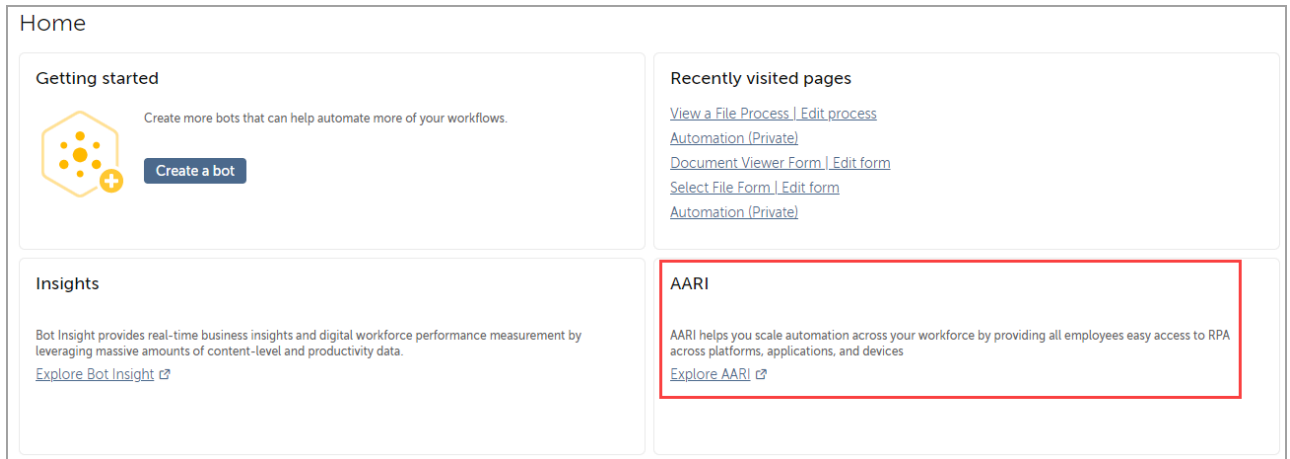 Home
Getting started
Create more bots that can help automate more of your workflows.
Create a bot
Recently visited pages
View a File Process | Edit process
Automation (Private)
Document Viewer Form | Edit form
Select File Form | Edit form
Automation (Private)
Insights
Bot Insight provides real-time business insights and digital workforce performance measurement by
leveraging massive amounts of content-level and productivity data.
Explore Bot Insight
AARI
AARI helps you scale automation across your workforce by providing all employees easy access to RPA
across platforms, applications, and devices
Explore AARI